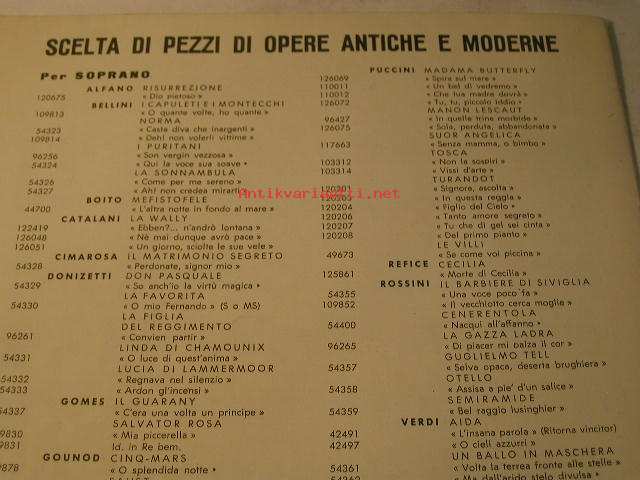 SCELTA DI PEZZI DI OPERE ANTICHE E MODERNE
Per SOPRANO
ALFANO RISURREZIONE
120675 « Dio pietoso »
BELLINI I CAPULETI E I MONTECCHI
109813 « O quante volte, ho quante »
NORMA
54323 « Casta diva che inargenti »
109814 « Deh! non volerli vittime »
I PURITANI
96256 « Son vergin vezzosa »
54324 « Qui la voce sua soave »
LA SONNAMBULA
54326 « Come per me sereno »
54327 « Ah! non credea mirarti
BOITO MEFISTOFELE
44700 « L'altra notte in fondo al mare »
CATALANI LA WALLY
122419 « Ebben?... n'andrò lontana »
126048 « Nè mai dunque avrò pace »
126051 « Un giorno, sciolte le sue vele »
CIMAROSA IL MATRIMONIO SEGRETO
54328 « Perdonate, signor mio »
DONIZETTI DON PASQUALE
54329 « So anch'io la virtù magica »
LA FAVORITA
54330 « O mio Fernando » (S o MS)
LA FIGLIA
DEL REGGIMENTO
96261 « Convien partir »
LINDA DI CHAMOUNIX
54331 « O luce di quest'anima »
LUCIA DI LAMMERMOOR
54332 « Regnava nel silenzio »
54333 « Ardon gl'incensi »
GOMES IL GUARANY
54337 « C'era una volta un principe »
SALVATOR ROSA
9830 « Mia piccerella »
9831 Id. in Re bem.
GOUNOD CINQ-MARS
9878 « O splendida notte »
FAUST
PUCCINI MADAMA BUTTERFLY
126069 « Spira sul mare »
110011 « Un bel dì vedremo »
110012 « Che tua madre dovrà »
126072 « Tu, tu, piccolo iddio »
MANON LESCAUT
96427 « In quelle trine morbide »
126075 « Sola, perduta, abbandonata »
SUOR ANGELICA
117663 « Senza mamma, o bimbo »
TOSCA
103312 « Non la sospiri »
103314 « Vissi d'arte »
TURANDOT
120201 « Signore, ascolta »
« In questa reggia »
120204 « Figlio del Cielo »
120206 « Tanto amore segreto »
120207 « Tu che di gel sei cinta »
120208 « Del primo pianto »
LE VILLI
49673 « Se come voi piccina »
REFICE CECILIA
125861 « Morte di Cecilia »
ROSSINI IL BARBIERE DI SIVIGLIA
54355 « Una voce poco fa »
109852 « Il vecchiotto cerca moglie »
CENERENTOLA
54400 « Nacqui all'affanno »
LA GAZZA LADRA
96265 « Di piacer mi balza il cor »
GUGLIELMO TELL
54357 « Selva opaca, deserta brughiera »
OTELLO
54358 « Assisa a piè d'un salice »
SEMIRAMIDE
54359 « Bel raggio lusinghier »
VERDI AIDA
42491 « L'insana parola » (Ritorna vincitor)
42497 « O cieli azzurri »
UN BALLO IN MASCHERA
54361 « Volta la terrea fronte alle stelle »
54362 « Ma dall'arido stelo divulsa »
Antikvariaatti.net